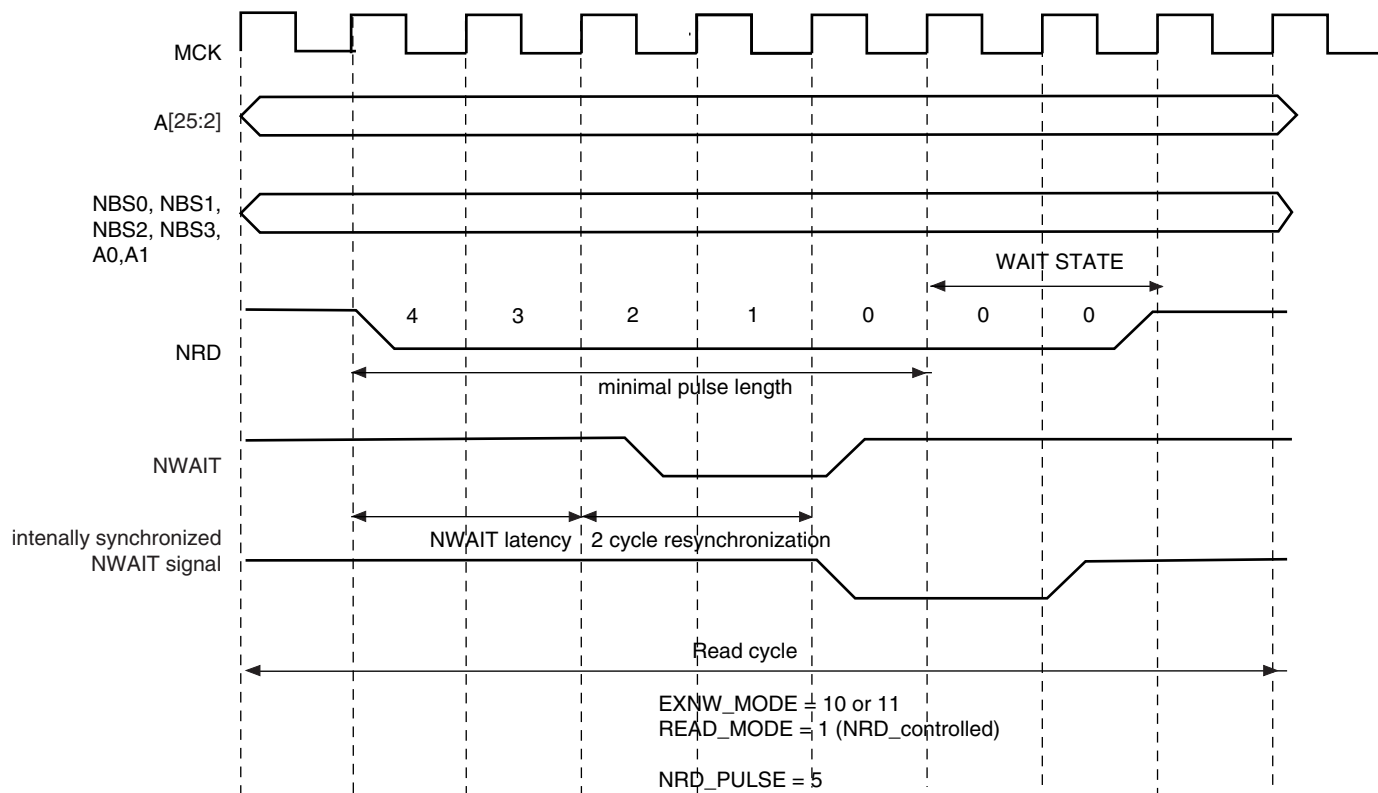 MCK
A[25:2]
NBS0, NBS1,
NBS2, NBS3,
A0,A1
WAIT STATE
4 3 2 1 0 0 0
NRD
minimal pulse length
NWAIT
intenally synchronized
NWAIT signal
NWAIT latency 2 cycle resynchronization
Read cycle
EXNW_MODE = 10 or 11
READ_MODE = 1 (NRD_controlled)
NRD_PULSE = 5